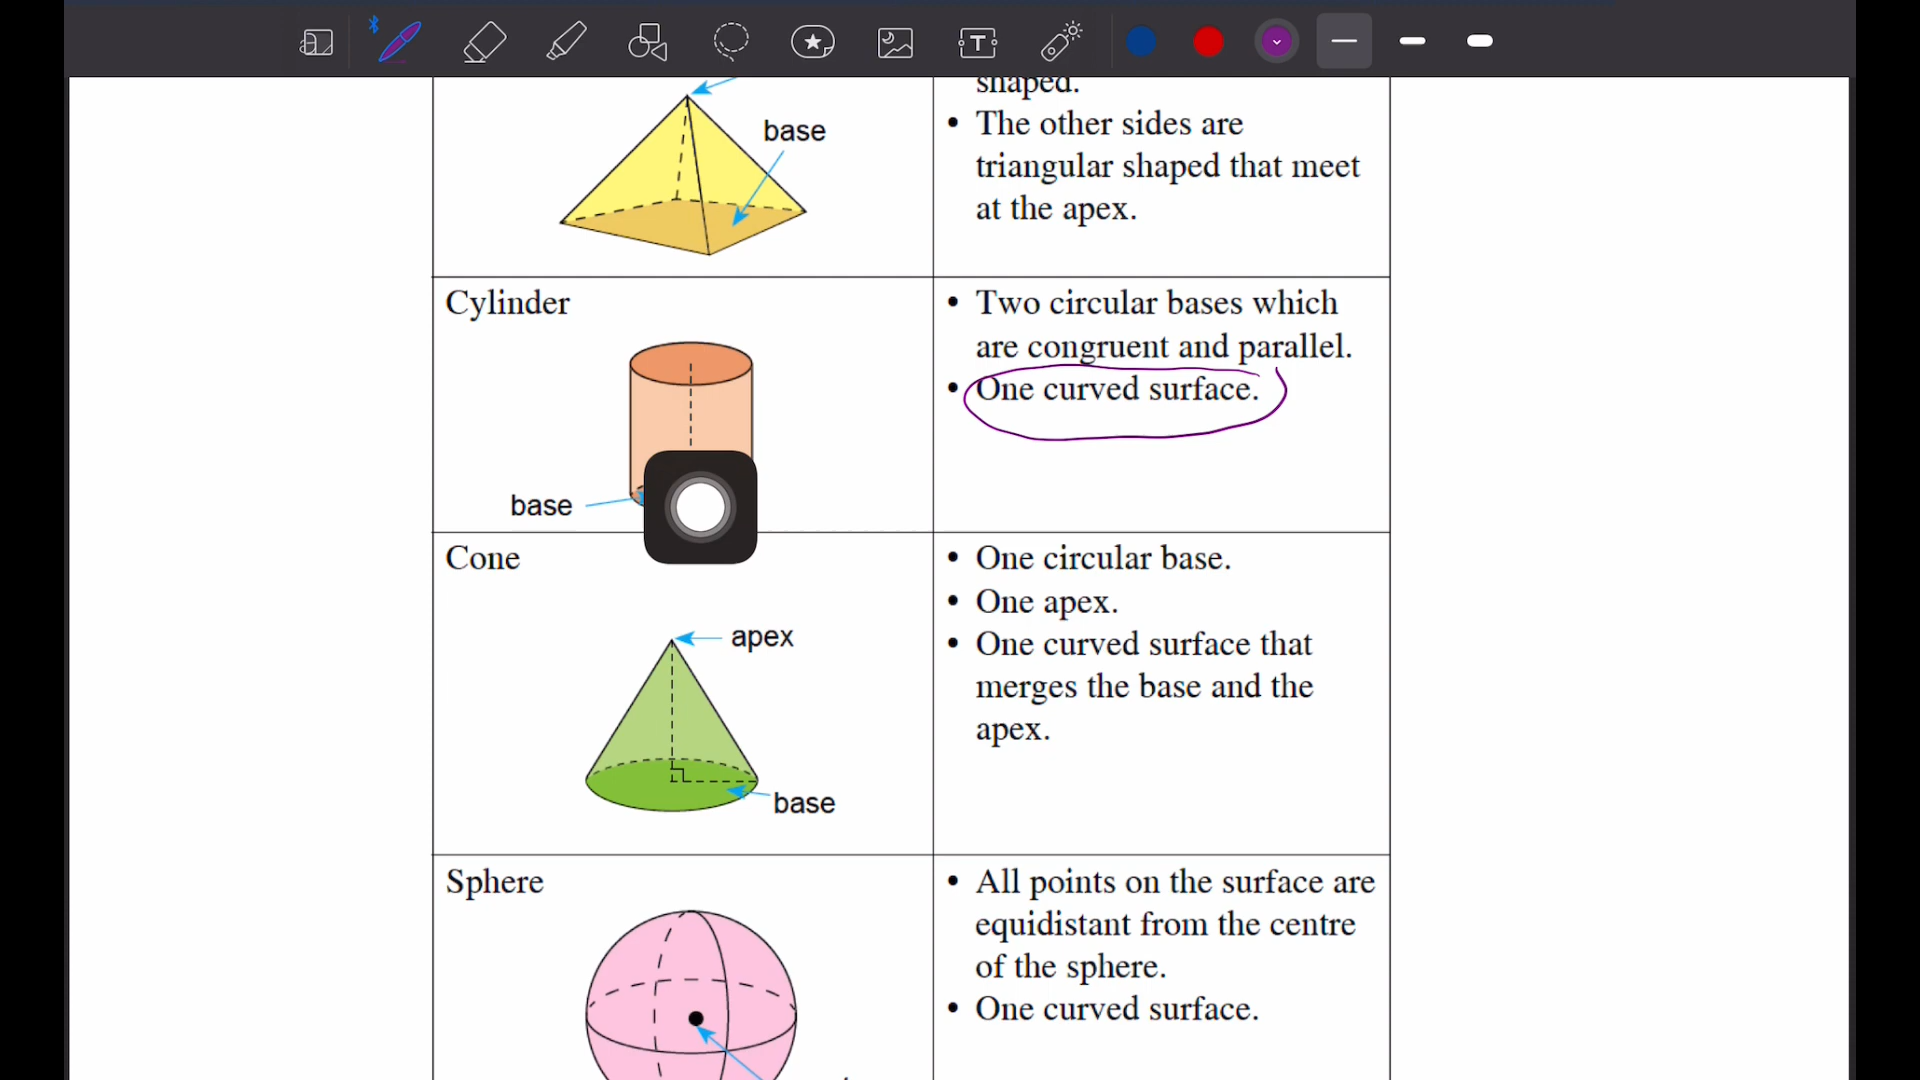 shaped.
base
• The other sides are
triangular shaped that meet
at the apex.
Cylinder
base
• Two circular bases which
are congruent and parallel.
• One curved surface.
Cone
apex
base
• One circular base.
• One apex.
• One curved surface that
merges the base and the
apex.
Sphere
• All points on the surface are
equidistant from the centre
of the sphere.
• One curved surface.